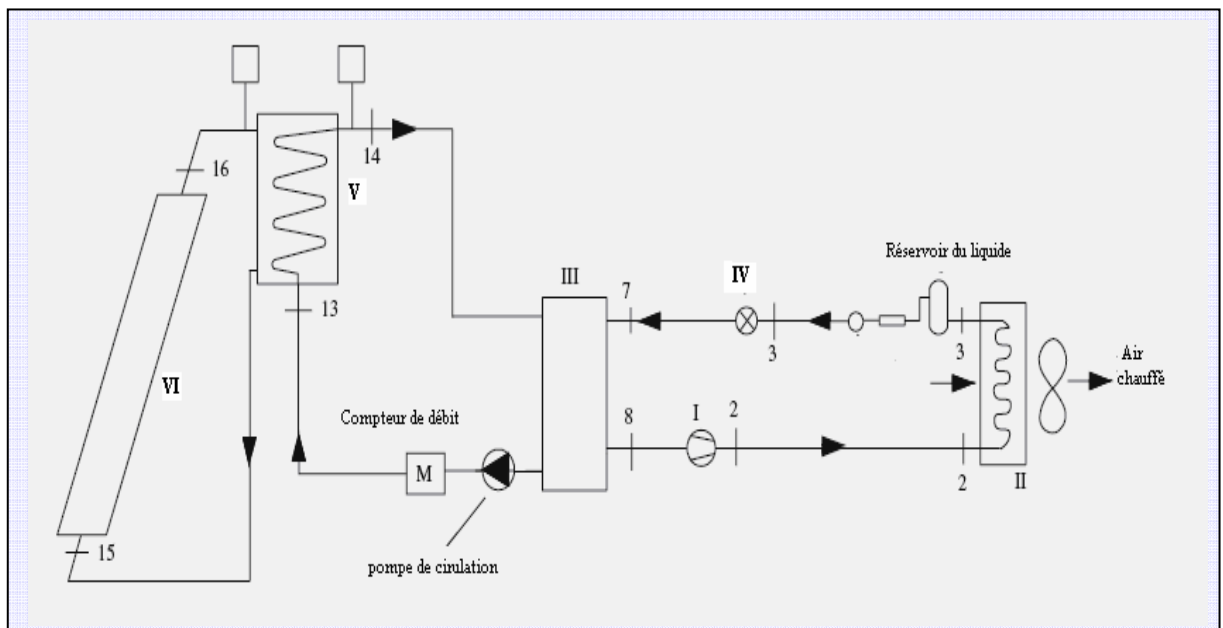 16
14
V
Réservoir du liquide
III
IV
7
13
3
3
Air
chauffé
VI
Compteur de débit
8
I
2
M
2
II
15
pompe de cirulation